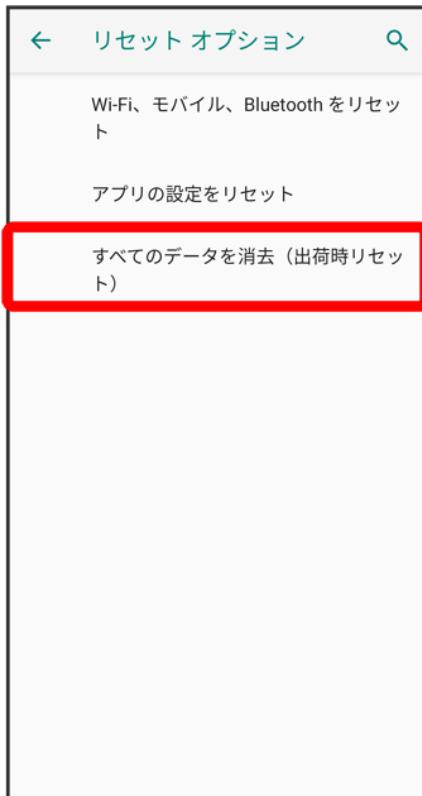 リセット オプション
Wi-Fi、モバイル、Bluetooth をリセッ
ト
アプリの設定をリセット
すべてのデータを消去（出荷時リセッ
ト）